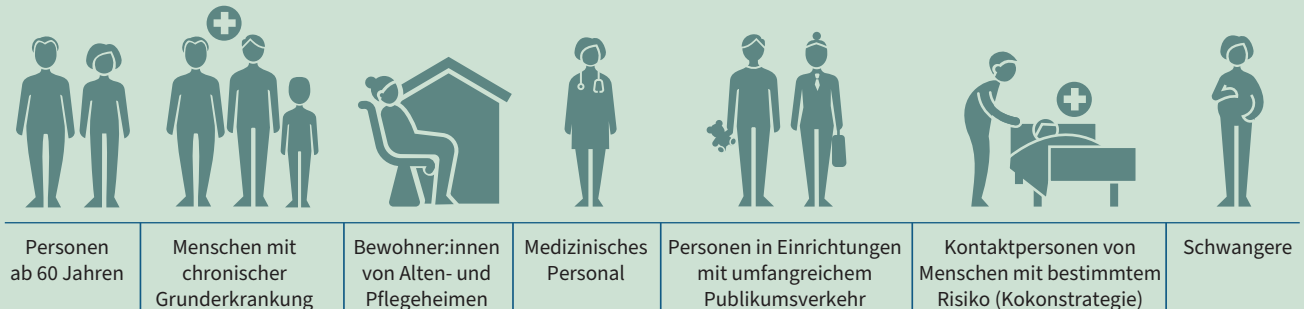 Personen
ab 60 Jahren
Menschen mit
chronischer
Grunderkrankung
Bewohner:innen
von Alten- und
Pflegeheimen
Medizinisches
Personal
Personen in Einrichtungen
mit umfangreichem
Publikumsverkehr
Kontaktpersonen von
Menschen mit bestimmtem
Risiko (Kokonstrategie)
Schwangere